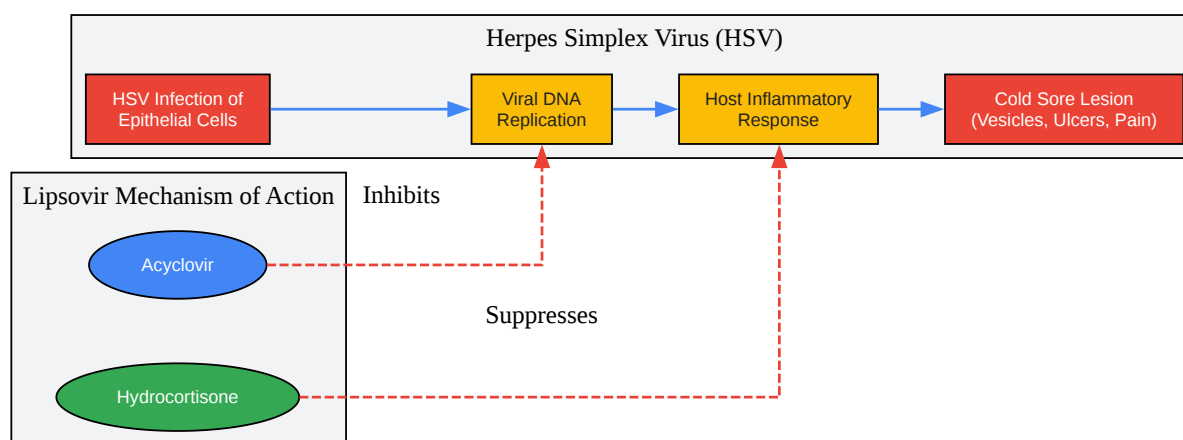 Herpes Simplex Virus (HSV)
HSV Infection of
Epithelial Cells
Viral DNA
Replication
Host Inflammatory
Response
Cold Sore Lesion
(Vesicles, Ulcers, Pain)
Lipsovir Mechanism of Action
Inhibits
Acyclovir
Suppresses
Hydrocortisone